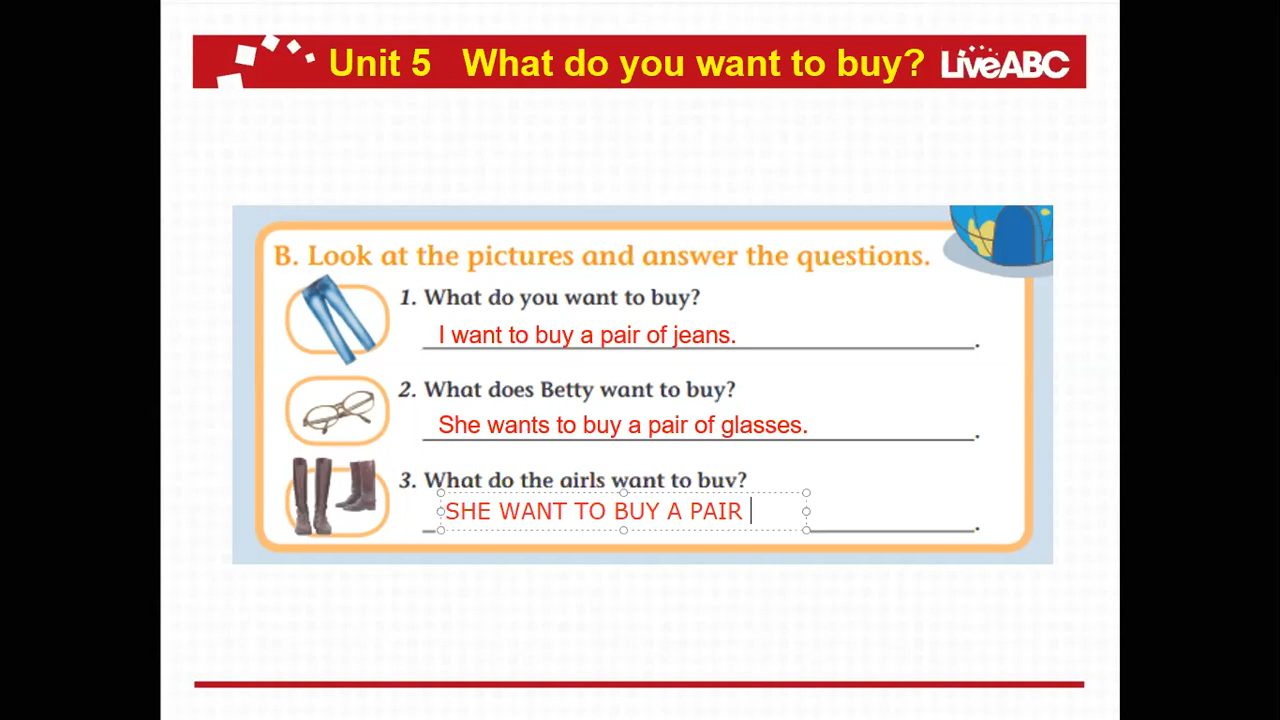 Unit 5 What do you want to buy? LiveABC
B. Look at the pictures and answer the questions.
1. What do you want to buy?
I want to buy a pair of jeans.
.
2. What does Betty want to buy?
She wants to buy a pair of glasses.
.
3. What do the girls want to buy?
SHE WANT TO BUY A PAIR
.